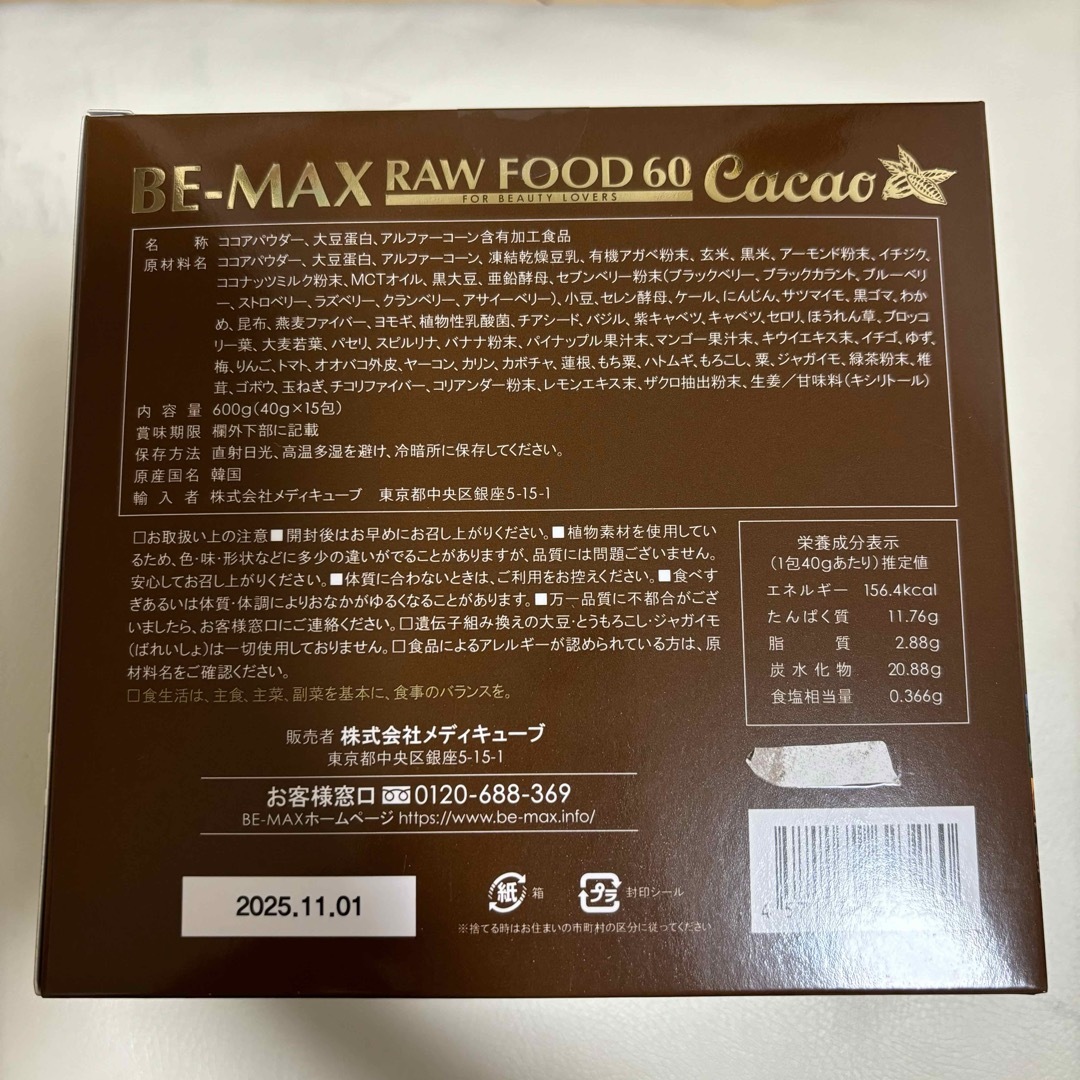 BE-MAX RAW FOOD 60 Cacao
FOR BEAUTY LOVERS
名 称 ココアパウダー、大豆蛋白、アルファーコーン含有加工食品
原材料名 ココアパウダー、大豆蛋白、アルファーコーン、凍結乾燥豆乳、有機アガベ粉末、玄米、黒米、アーモンド粉末、イチジク、
ココナッツミルク粉末、MCTオイル、黒大豆、亜鉛酵母、セブンベリー粉末(ブラックベリー、ブラックカラント、ブルーベリ
ー、ストロベリー、ラズベリー、クランベリー、アサイーベリー)、小豆、セレン酵母、ケール、にんじん、サツマイモ、黒ゴマ、わか
め、昆布、燕麦ファイバー、ヨモギ、植物性乳酸菌、チアシード、バジル、紫キャベツ、キャベツ、セロリ、ほうれん草、ブロッコ
リー葉、大麦若葉、パセリ、スピルリナ、バナナ粉末、パイナップル果汁末、マンゴー果汁末、キウイエキス末、イチゴ、ゆず、
梅、りんご、トマト、オオバコ外皮、ヤーコン、カリン、カボチャ、蓮根、もち粟、ハトムギ、もろこし、粟、ジャガイモ、緑茶粉末、椎
茸、ゴボウ、玉ねぎ、チコリファイバー、コリアンダー粉末、レモンエキス末、ザクロ抽出粉末、生姜/甘味料(キシリトール)
内 容 量 600g(40g×15包)
賞味期限 欄外下部に記載
保存方法 直射日光、高温多湿を避け、冷暗所に保存してください。
原産国名 韓国
輸 入 者 株式会社メディキューブ 東京都中央区銀座5-15-1
□お取扱い上の注意■開封後はお早めにお召し上がりください。■植物素材を使用してい
るため、色・味・形状などに多少の違いがでることがありますが、品質には問題ございません。
安心してお召し上がりください。■体質に合わないときは、ご利用をお控えください。■食べす
ぎあるいは体質・体調によりおなかがゆるくなることがあります。■万一品質に不都合がござ
いましたら、お客様窓口にご連絡ください。□遺伝子組み換えの大豆・とうもろこし・ジャガイモ
(ばれいしょ)は一切使用しておりません。□食品によるアレルギーが認められている方は、原
材料名をご確認ください。
□食生活は、主食、主菜、副菜を基本に、食事のバランスを。
栄養成分表示
(1包40gあたり)推定値
エネルギー 156.4kcal
たんぱく質 11.76g
脂 質 2.88g
炭水化物 20.88g
食塩相当量 0.366g
販売者 株式会社メディキューブ
東京都中央区銀座5-15-1
お客様窓口 0120-688-369
BE-MAXホームページ https://www.be-max.info/
2025.11.01
紙 箱
プラ 封印シール
※捨てる時はお住まいの市町村の区分に従ってください